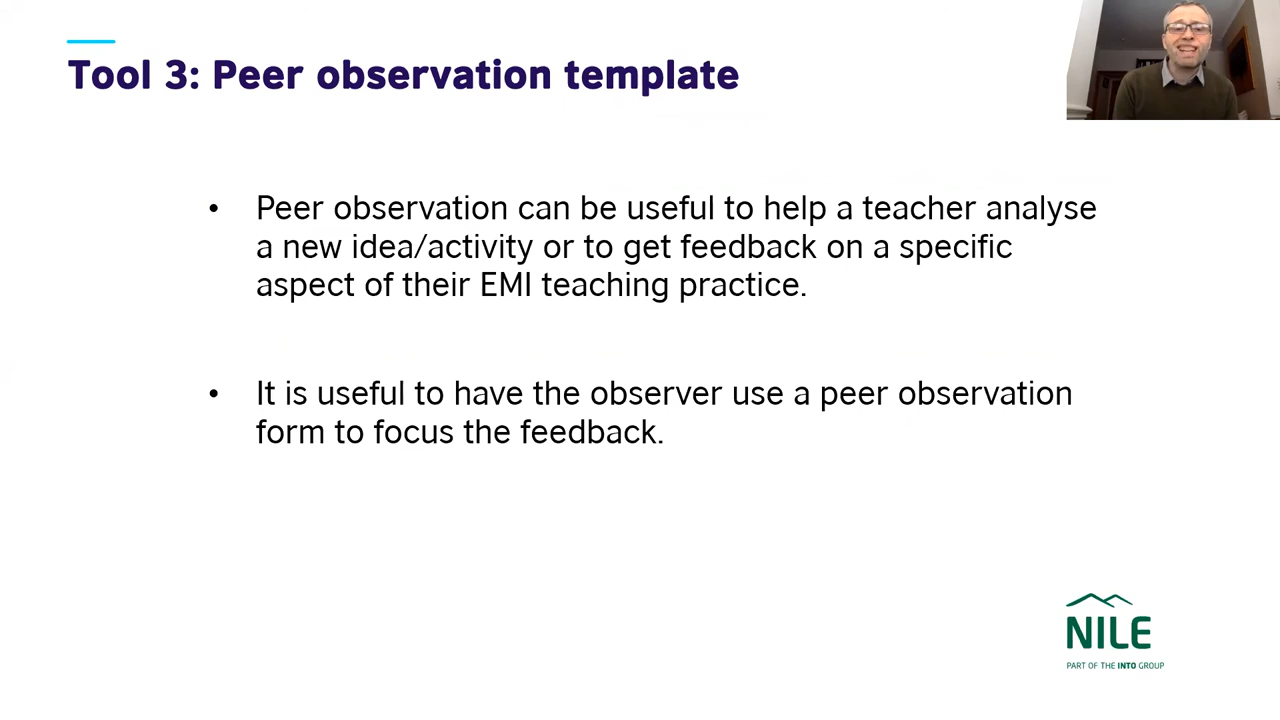 Tool 3: Peer observation template
• Peer observation can be useful to help a teacher analyse
a new idea/activity or to get feedback on a specific
aspect of their EMI teaching practice.
• It is useful to have the observer use a peer observation
form to focus the feedback.
NILE
PART OF THE INTO GROUP